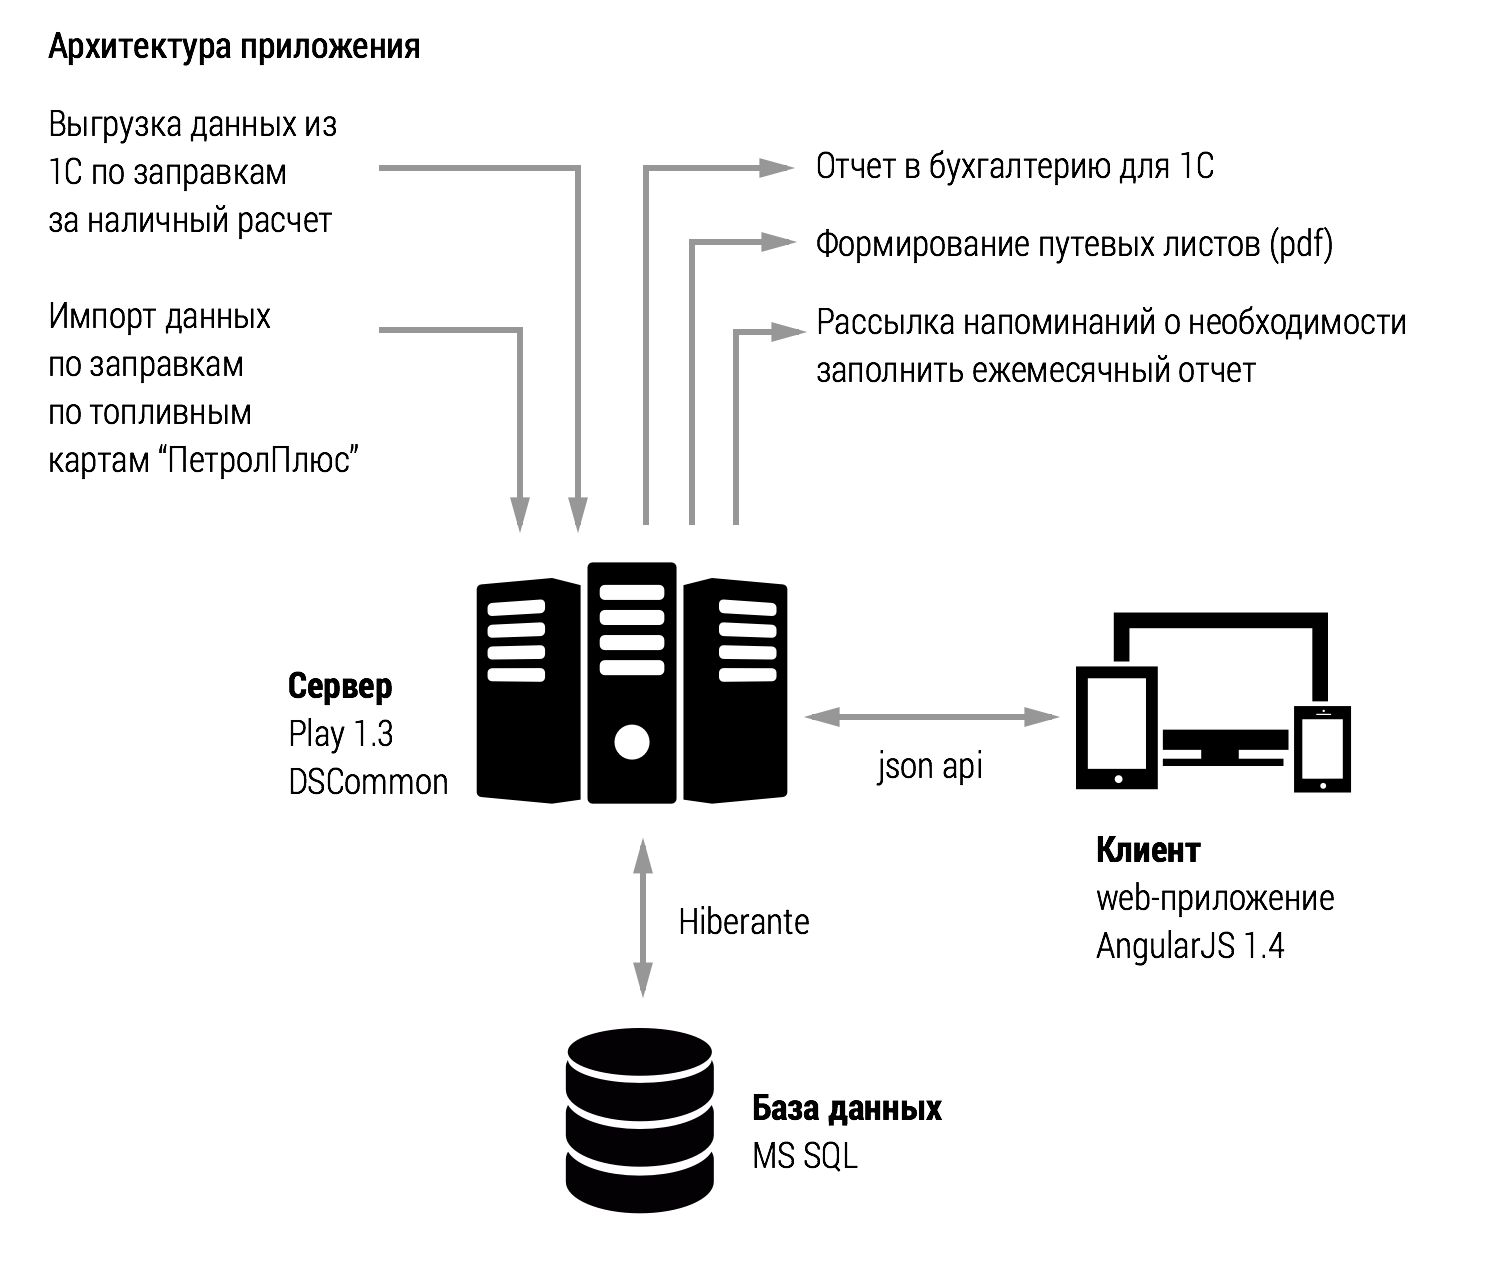 Архитектура приложения
Выгрузка данных из
1С по заправкам
за наличный расчет
Импорт данных
по заправкам
по топливным
картам “ПетролПлюс”
Отчет в бухгалтерию для 1С
Формирование путевых листов (pdf)
Рассылка напоминаний о необходимости
заполнить ежемесячный отчет
Сервер
Play 1.3
DSCommon
json api
Клиент
web-приложение
AngularJS 1.4
Hiberante
База данных
MS SQL